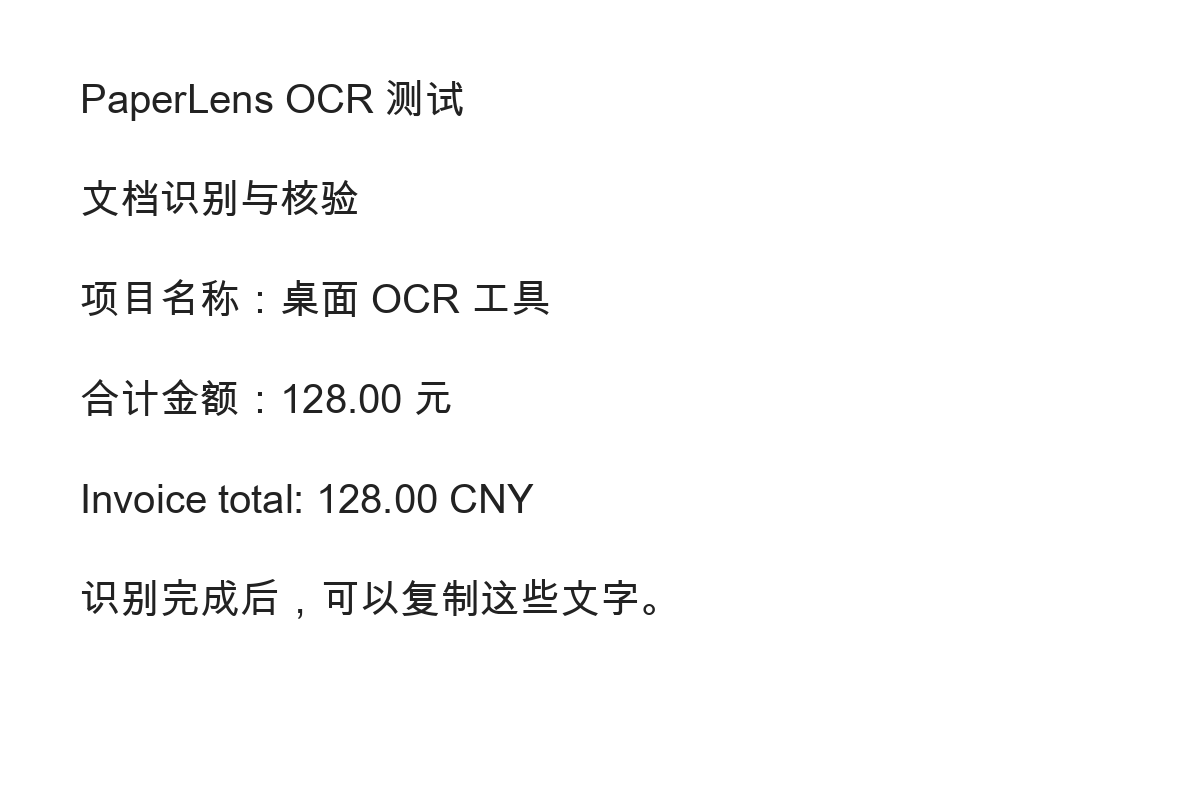 PaperLens OCR 测试
文档识别与核验
项目名称：桌面 OCR 工具
合计金额：128.00 元
Invoice total: 128.00 CNY
识别完成后，可以复制这些文字。